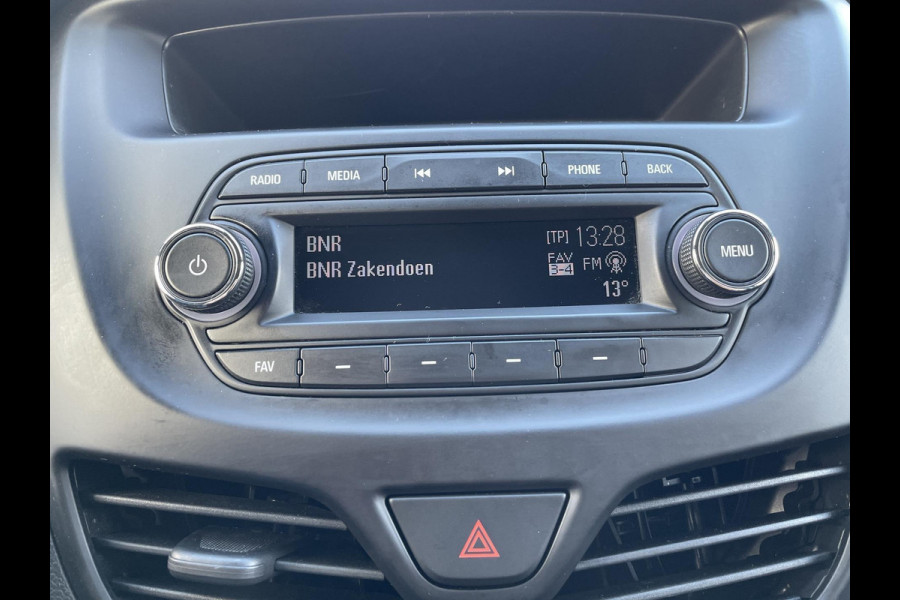 RADIO MEDIA PHONE BACK
BNR [TP] 13:28
BNR Zakendoen FAV 3-4 FM
13°
MENU
FAV